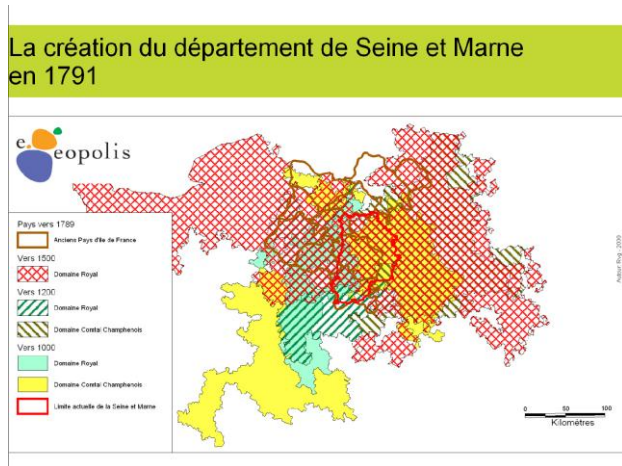 La création du département de Seine et Marne
en 1791
e. eopolis
Pays vers 1789
Anciens Pays d'Ile de France
Vers 1500
Domaine Royal
Vers 1200
Domaine Royal
Domaine Comtal Champenois
Vers 1000
Domaine Royal
Domaine Comtal Champenois
Limite actuelle de la Seine et Marne
0 50 100
Kilomètres